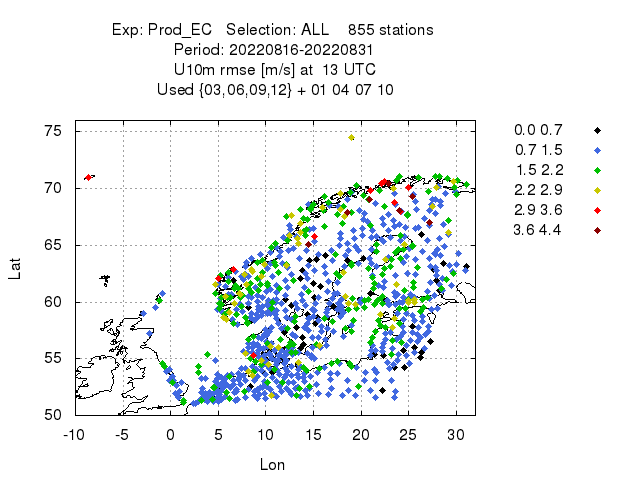 Exp: Prod_EC   Selection: ALL    855 stations
Period: 20220816-20220831
U10m rmse [m/s] at  13 UTC
Used {03,06,09,12} + 01 04 07 10
0.0 0.7
0.7 1.5
1.5 2.2
2.2 2.9
2.9 3.6
3.6 4.4
75
70
65
60
55
50
Lat
-10 -5 0 5 10 15 20 25 30
Lon